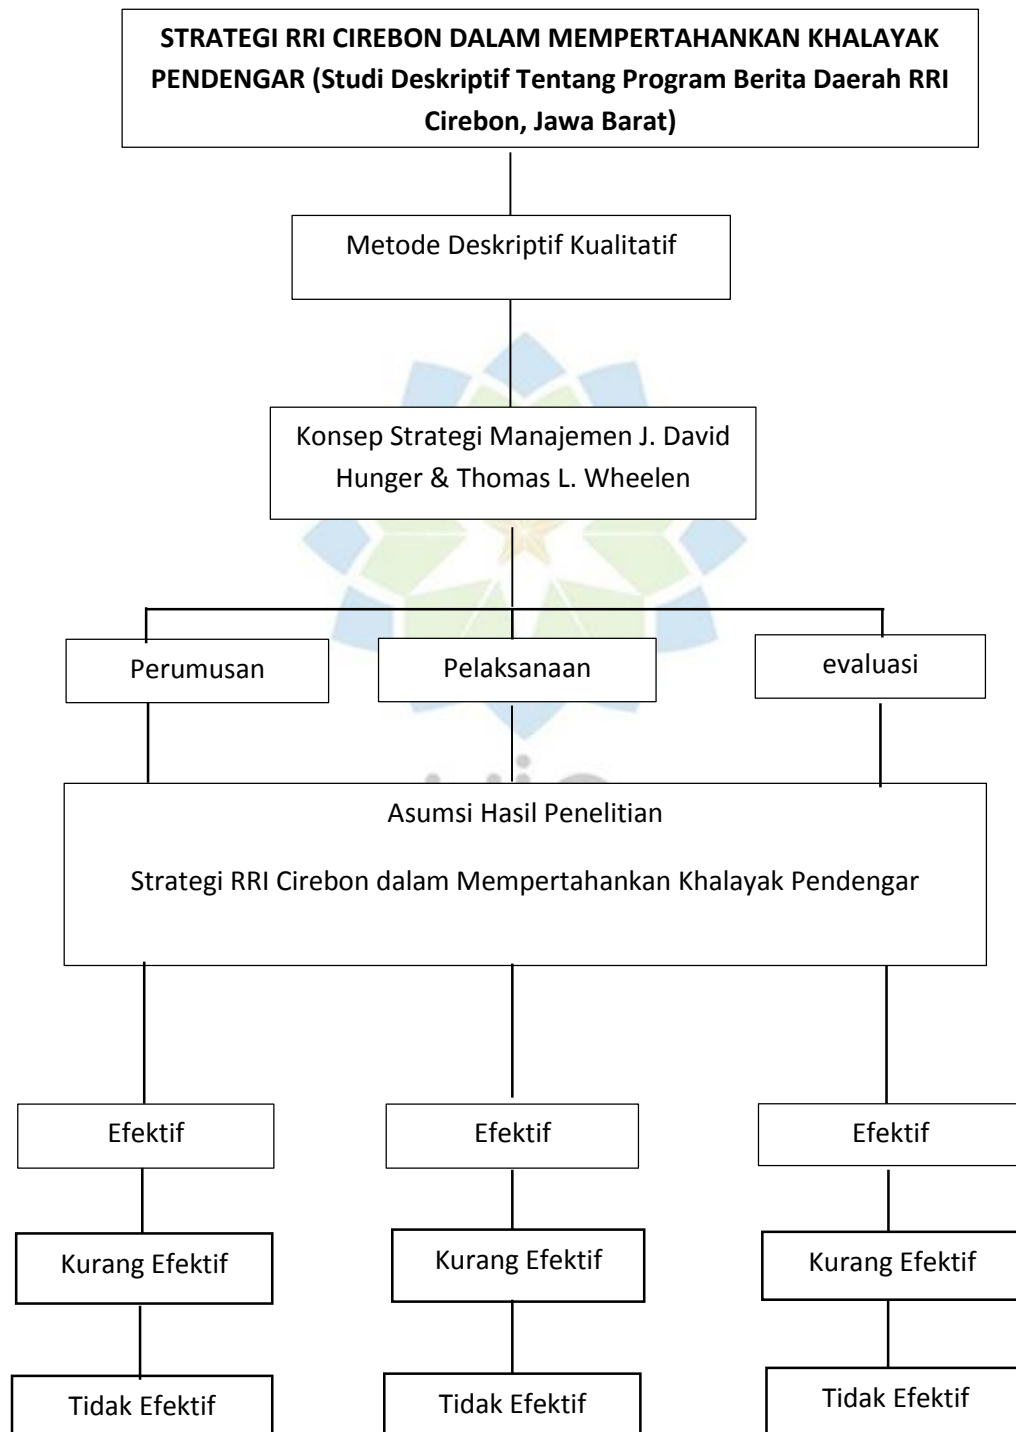 STRATEGI RRI CIREBON DALAM MEMPERTAHANKAN KHALAYAK
PENDENGAR (Studi Deskriptif Tentang Program Berita Daerah RRI
Cirebon, Jawa Barat)
Metode Deskriptif Kualitatif
Konsep Strategi Manajemen J. David
Hunger & Thomas L. Wheelen
Perumusan
Pelaksanaan
evaluasi
Asumsi Hasil Penelitian
Strategi RRI Cirebon dalam Mempertahankan Khalayak Pendengar
Efektif
Efektif
Efektif
Kurang Efektif
Kurang Efektif
Kurang Efektif
Tidak Efektif
Tidak Efektif
Tidak Efektif